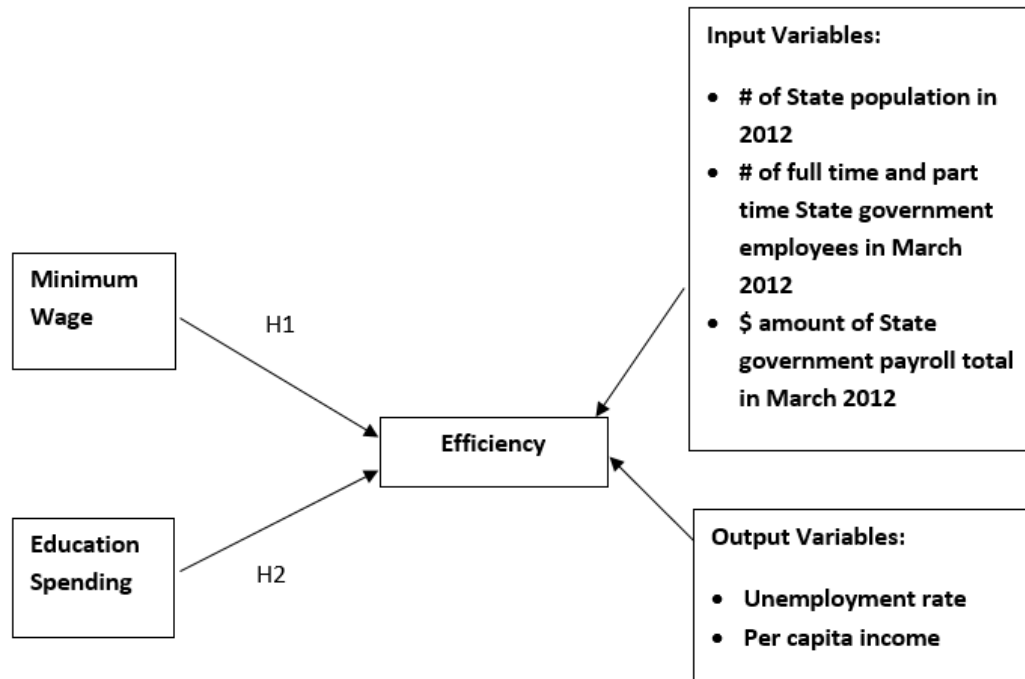 Input Variables:
• # of State population in
2012
• # of full time and part
time State government
employees in March
2012
• $ amount of State
government payroll total
in March 2012
Minimum
Wage
H1
Efficiency
Education
Spending
H2
Output Variables:
• Unemployment rate
• Per capita income